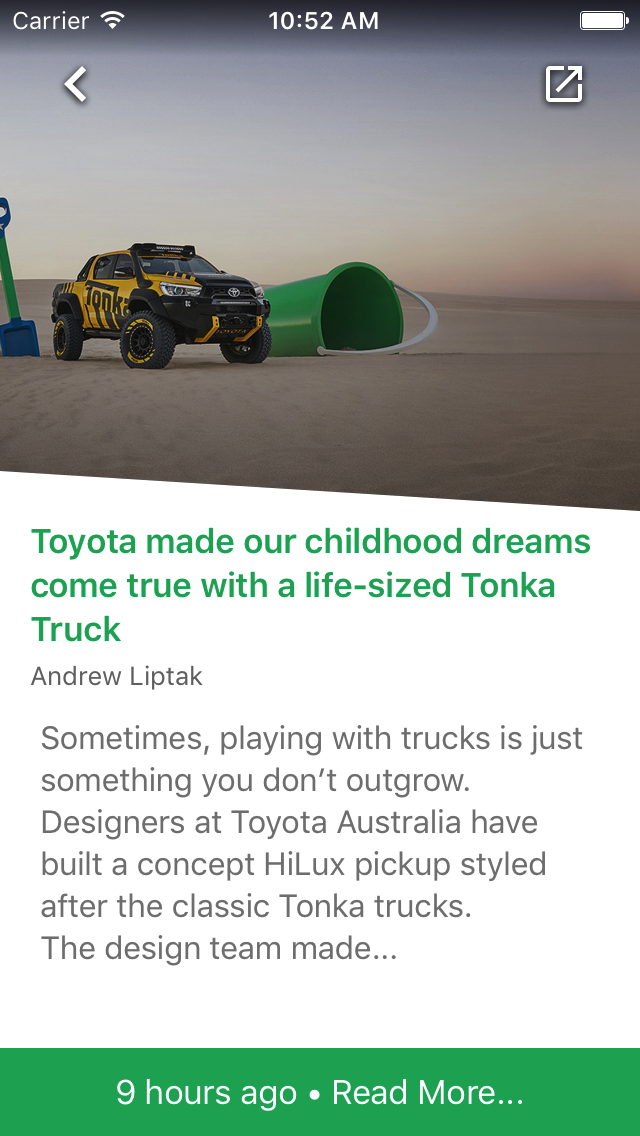 Carrier
10:52 AM
Tonka
TOYOTA
Toyota made our childhood dreams
come true with a life-sized Tonka
Truck
Andrew Liptak
Sometimes, playing with trucks is just
something you don’t outgrow.
Designers at Toyota Australia have
built a concept HiLux pickup styled
after the classic Tonka trucks.
The design team made...
9 hours ago • Read More...